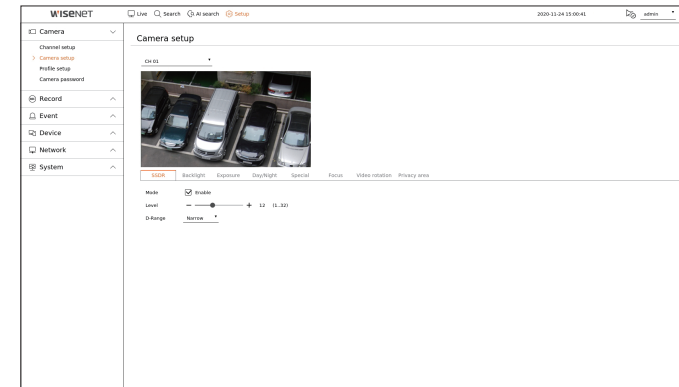 WISENET
Live Search AI search Setup 2020-11-24 15:00:41 admin
Camera
Channel setup
Camera setup
Profile setup
Camera password
Record
Event
Device
Network
System
Camera setup
CH 01
SSDR Backlight Exposure Day/Night Special Focus Video rotation Privacy area
Mode Enable
Level 12 (1..32)
D-Range Narrow